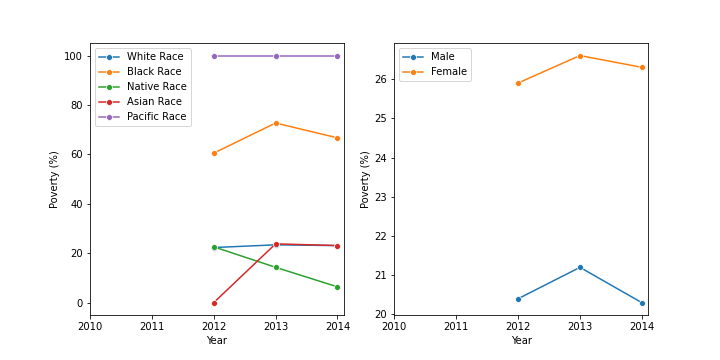 White Race
Black Race
Native Race
Asian Race
Pacific Race
100
80
60
40
20
0
Poverty (%)
2010 2011 2012 2013 2014
Year
Male
Female
26
25
24
23
22
21
20
Poverty (%)
2010 2011 2012 2013 2014
Year